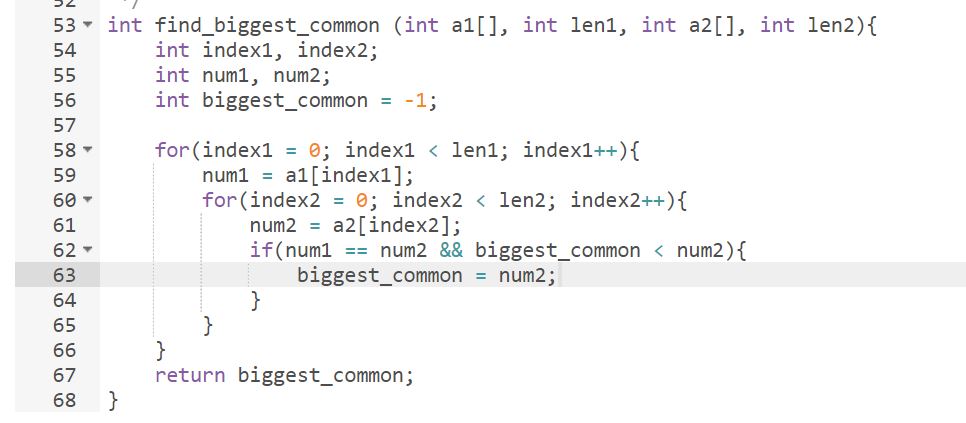 52 */
53 int find_biggest_common (int a1[], int len1, int a2[], int len2){
54     int index1, index2;
55     int num1, num2;
56     int biggest_common = -1;
57
58     for(index1 = 0; index1 < len1; index1++){
59         num1 = a1[index1];
60         for(index2 = 0; index2 < len2; index2++){
61             num2 = a2[index2];
62             if(num1 == num2 && biggest_common < num2){
63                 biggest_common = num2;
64             }
65         }
66     }
67     return biggest_common;
68 }